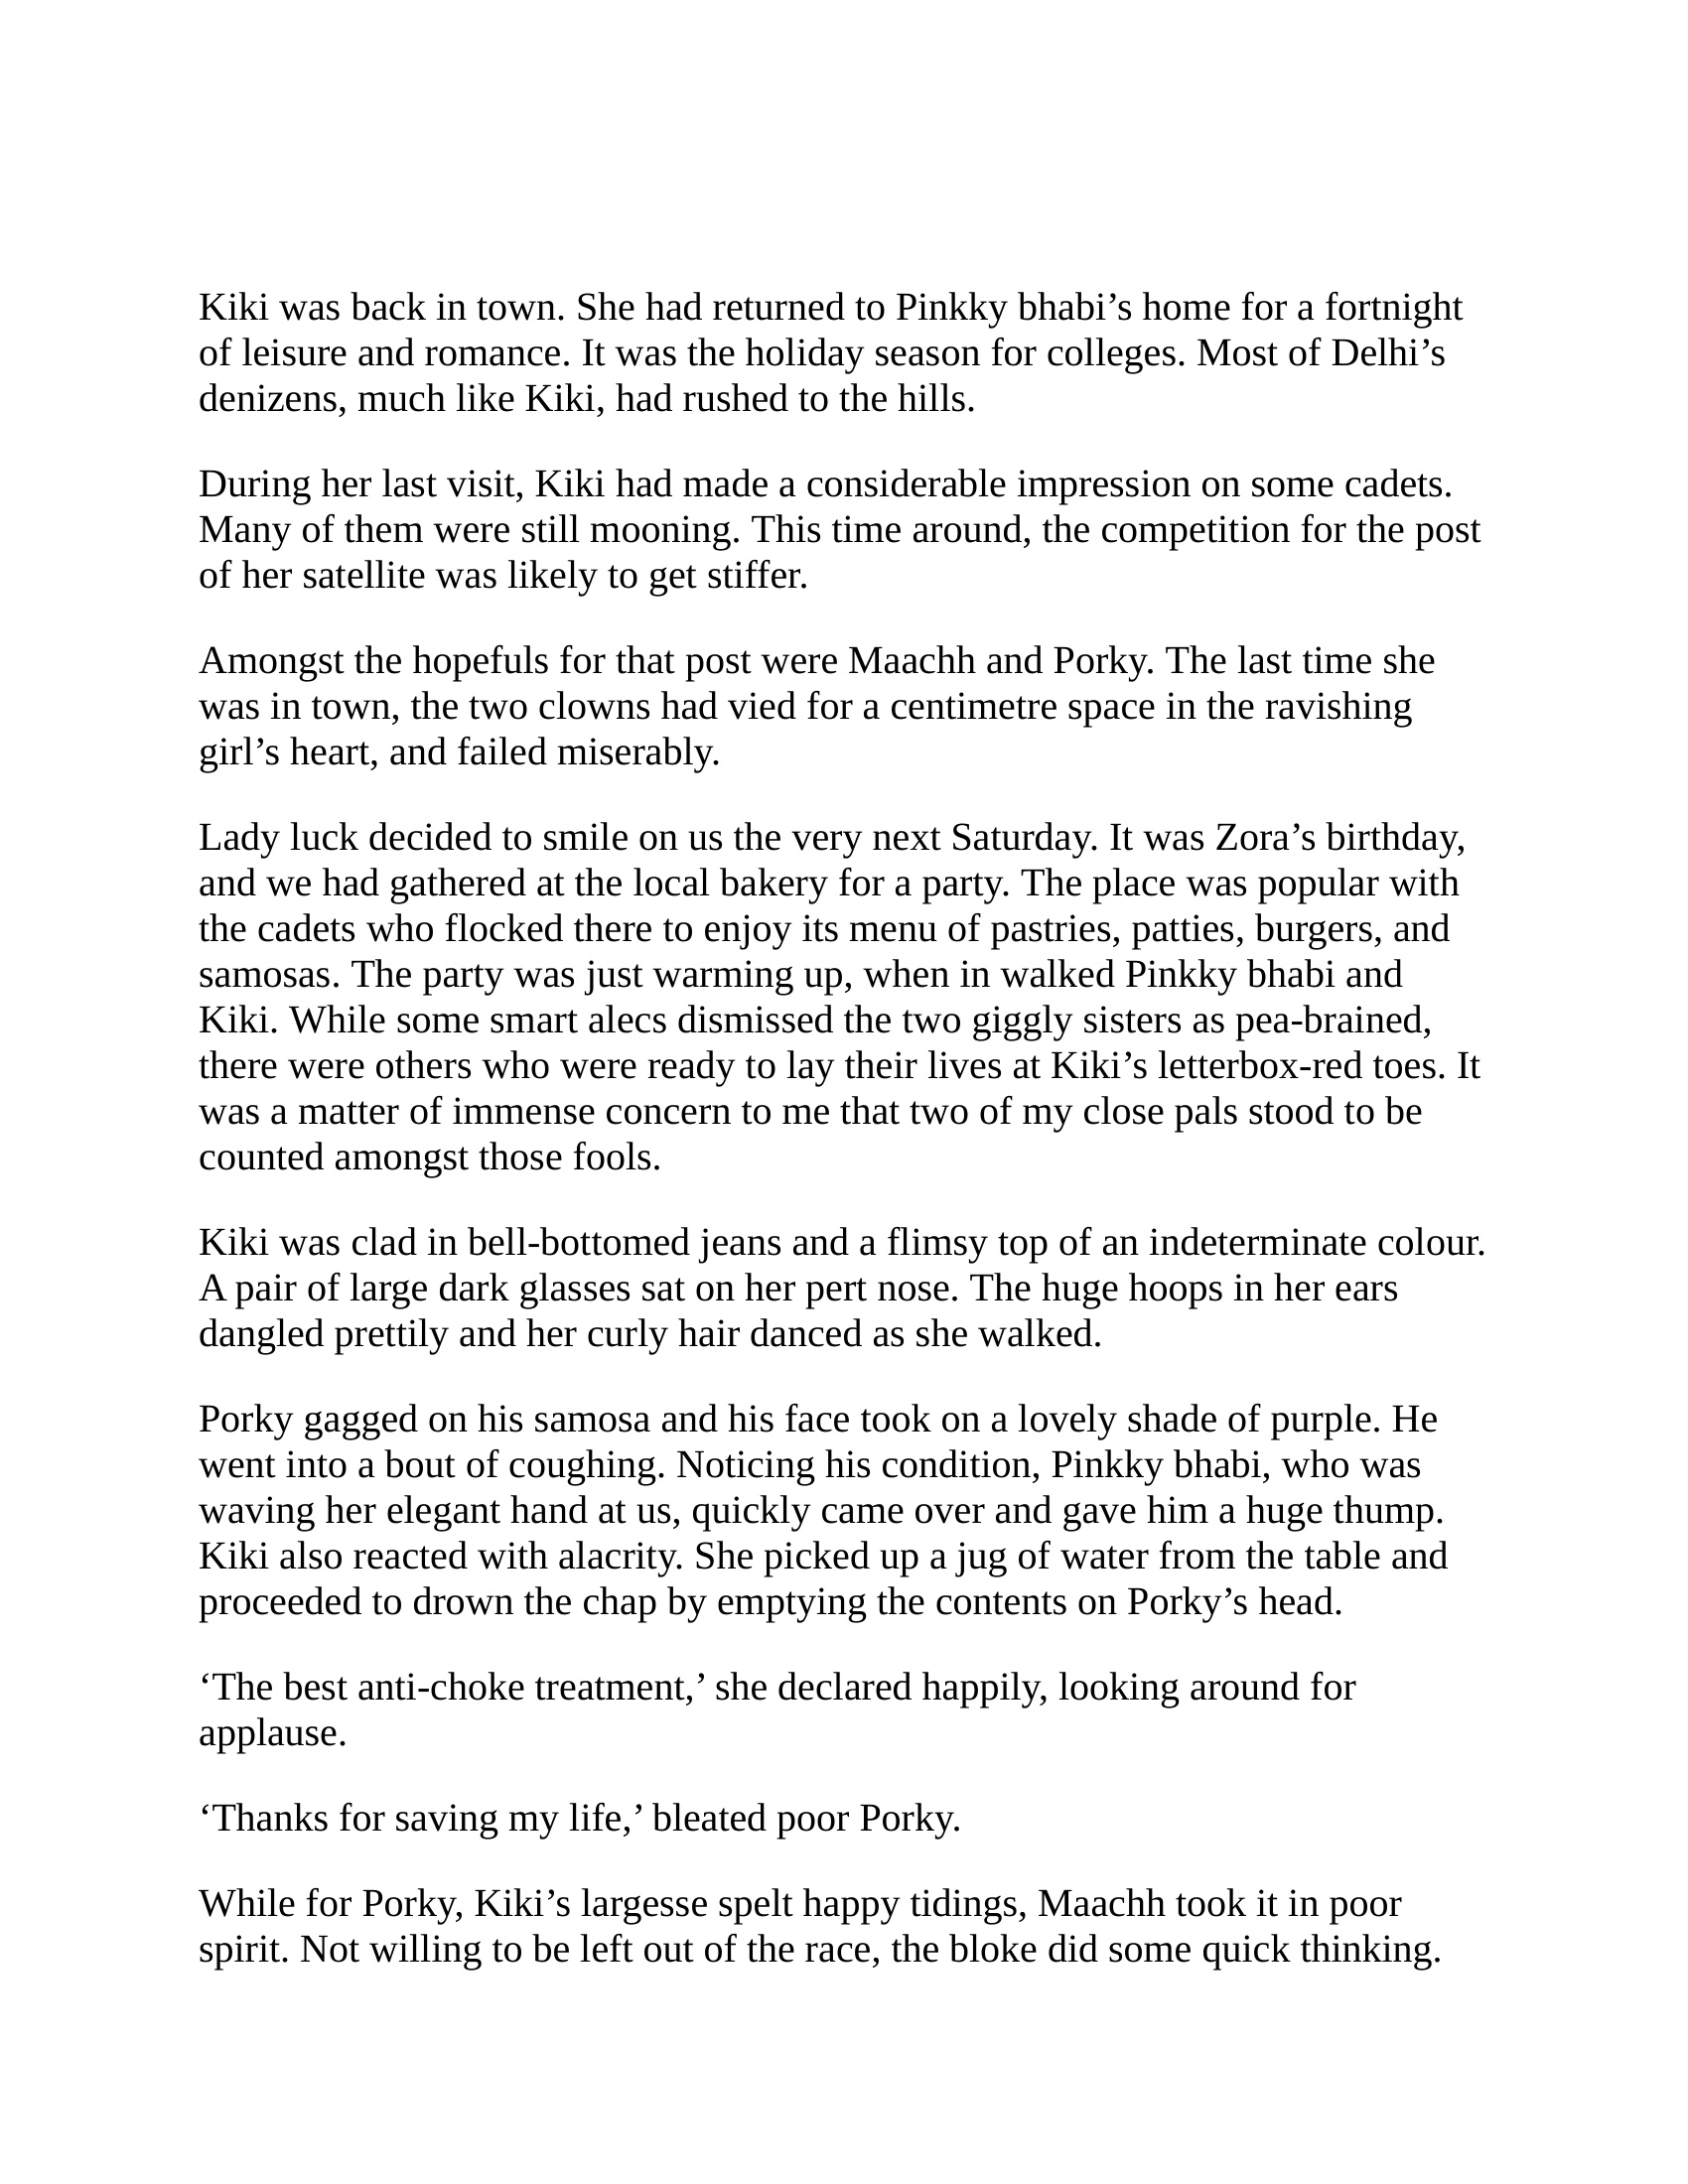 Kiki was back in town. She had returned to Pinkky bhabi’s home for a fortnight
of leisure and romance. It was the holiday season for colleges. Most of Delhi’s
denizens, much like Kiki, had rushed to the hills.
During her last visit, Kiki had made a considerable impression on some cadets.
Many of them were still mooning. This time around, the competition for the post
of her satellite was likely to get stiffer.
Amongst the hopefuls for that post were Maachh and Porky. The last time she
was in town, the two clowns had vied for a centimetre space in the ravishing
girl’s heart, and failed miserably.
Lady luck decided to smile on us the very next Saturday. It was Zora’s birthday,
and we had gathered at the local bakery for a party. The place was popular with
the cadets who flocked there to enjoy its menu of pastries, patties, burgers, and
samosas. The party was just warming up, when in walked Pinkky bhabi and
Kiki. While some smart alecs dismissed the two giggly sisters as pea-brained,
there were others who were ready to lay their lives at Kiki’s letterbox-red toes. It
was a matter of immense concern to me that two of my close pals stood to be
counted amongst those fools.
Kiki was clad in bell-bottomed jeans and a flimsy top of an indeterminate colour.
A pair of large dark glasses sat on her pert nose. The huge hoops in her ears
dangled prettily and her curly hair danced as she walked.
Porky gagged on his samosa and his face took on a lovely shade of purple. He
went into a bout of coughing. Noticing his condition, Pinkky bhabi, who was
waving her elegant hand at us, quickly came over and gave him a huge thump.
Kiki also reacted with alacrity. She picked up a jug of water from the table and
proceeded to drown the chap by emptying the contents on Porky’s head.
‘The best anti-choke treatment,’ she declared happily, looking around for
applause.
‘Thanks for saving my life,’ bleated poor Porky.
While for Porky, Kiki’s largesse spelt happy tidings, Maachh took it in poor
spirit. Not willing to be left out of the race, the bloke did some quick thinking.